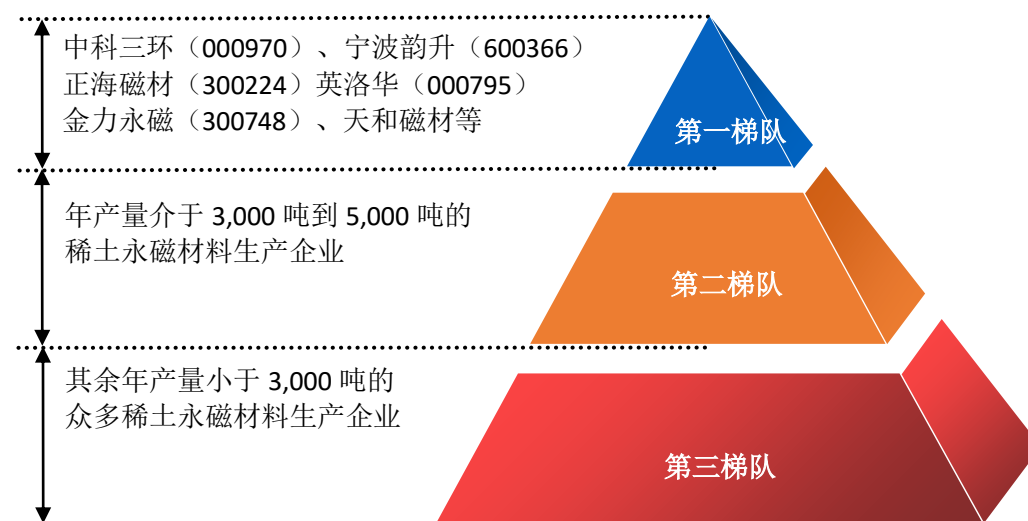 中科三环（000970）、宁波韵升（600366）
正海磁材（300224）英洛华（000795）
金力永磁（300748）、天和磁材等
第一梯队
年产量介于 3,000 吨到 5,000 吨的
稀土永磁材料生产企业
第二梯队
其余年产量小于 3,000 吨的
众多稀土永磁材料生产企业
第三梯队